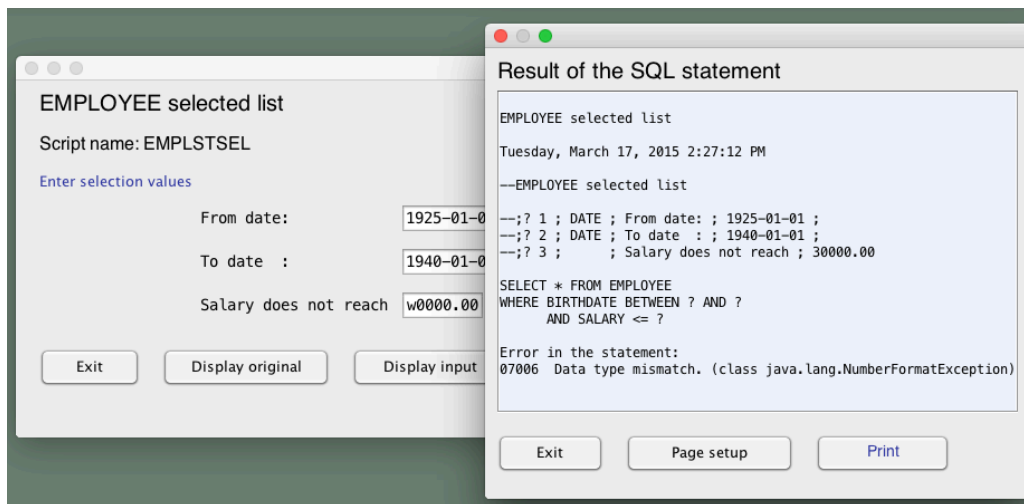 EMPLOYEE selected list
Script name: EMPLSTSEL
Enter selection values
From date: 1925-01-0
To date  : 1940-01-0
Salary does not reach w0000.00
Exit Display original Display input
Result of the SQL statement
EMPLOYEE selected list
Tuesday, March 17, 2015 2:27:12 PM
--EMPLOYEE selected list
--;? 1 ; DATE ; From date: ; 1925-01-01 ;
--;? 2 ; DATE ; To date  : ; 1940-01-01 ;
--;? 3 ;      ; Salary does not reach ; 30000.00
SELECT * FROM EMPLOYEE
WHERE BIRTHDATE BETWEEN ? AND ?
AND SALARY <= ?
Error in the statement:
07006  Data type mismatch. (class java.lang.NumberFormatException)
Exit Page setup Print